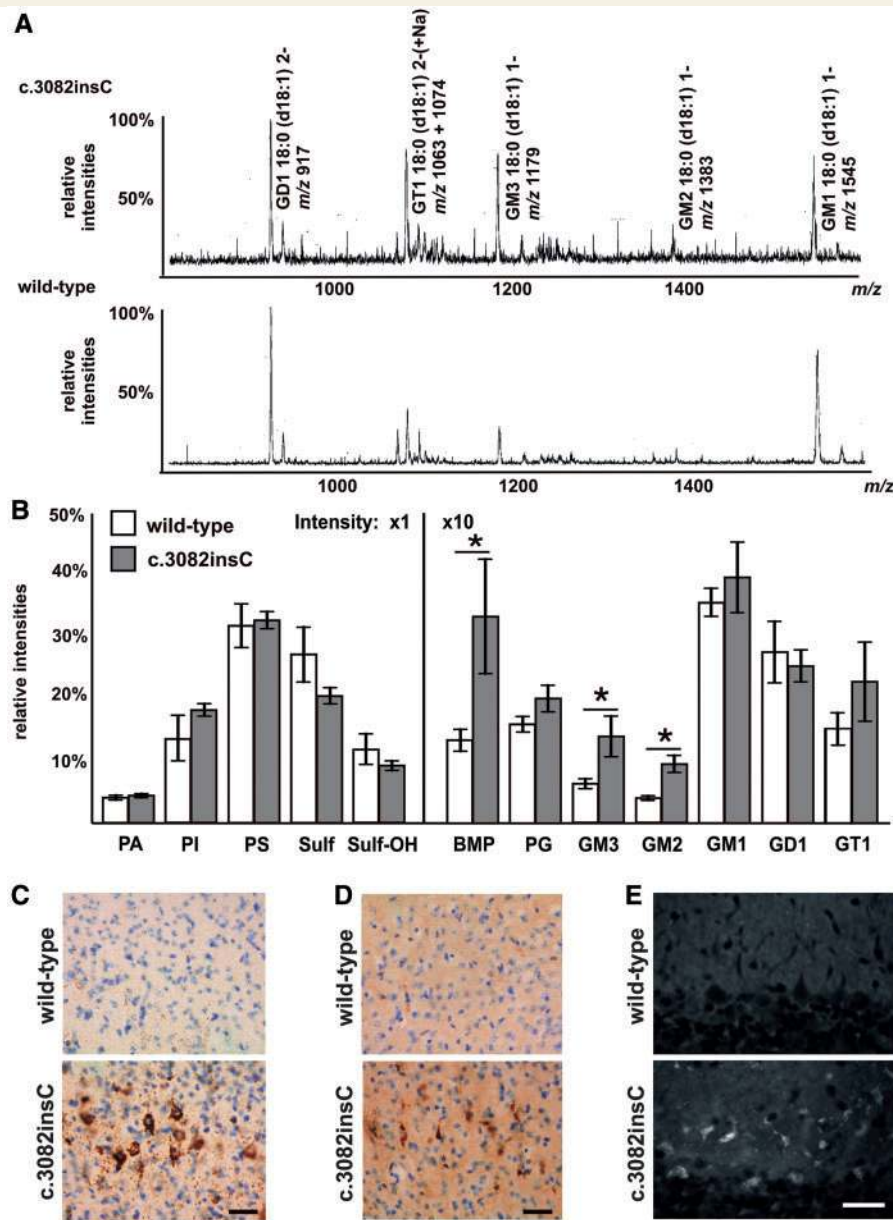 A
c.3082insC
100%
50%
relative
intensities
GD1 18:0 (d18:1) 2-
m/z 917
GT1 18:0 (d18:1) 2-(+Na)
m/z 1063 + 1074
GM3 18:0 (d18:1) 1-
m/z 1179
GM2 18:0 (d18:1) 1-
m/z 1383
GM1 18:0 (d18:1) 1-
m/z 1545
1000 1200 1400 m/z
wild-type
100%
50%
relative
intensities
1000 1200 1400 m/z
B
50%
40%
30%
20%
10%
relative intensities
wild-type
c.3082insC
Intensity: x1 x10
* * *
PA PI PS Sulf Sulf-OH BMP PG GM3 GM2 GM1 GD1 GT1
C D E
wild-type wild-type wild-type
c.3082insC c.3082insC c.3082insC